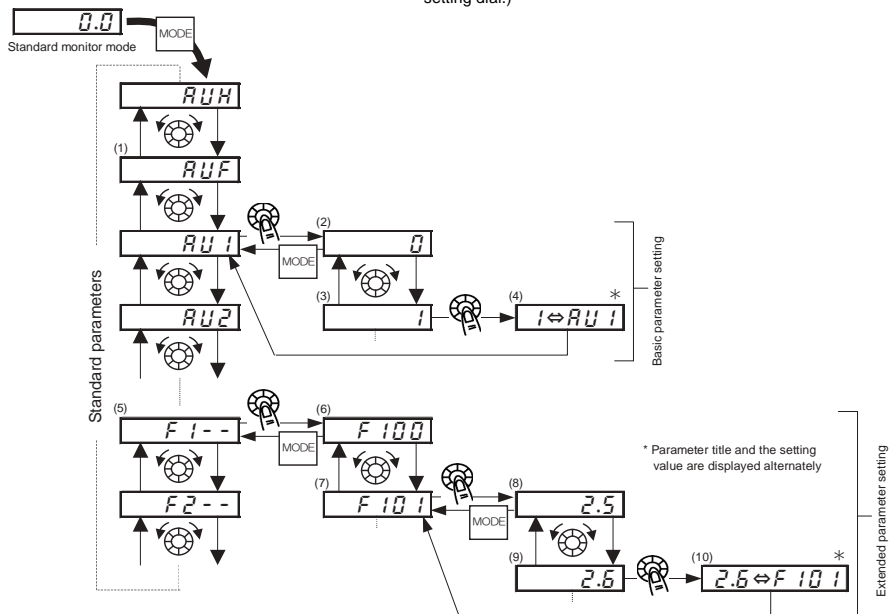 setting dial.)
0.0
MODE
Standard monitor mode
AUH
(1)
AUF
(2)
AU1
0
MODE
(3)
(4)
*
AU2
1
1⇔AU1
Basic parameter setting
Standard parameters
(5)
(6)
F1--
F100
MODE
* Parameter title and the setting
value are displayed alternately
(7)
(8)
F2--
F101
2.5
MODE
(9)
(10)
*
2.6
2.6⇔F101
Extended parameter setting